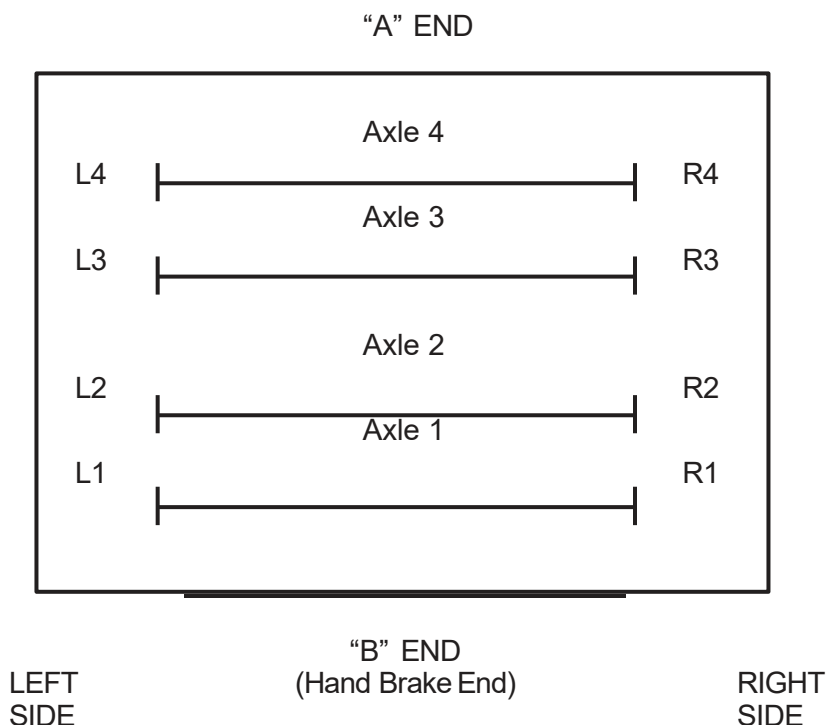 “A” END
Axle 4
L4 R4
Axle 3
L3 R3
Axle 2
L2 R2
Axle 1
L1 R1
“B” END
LEFT (Hand Brake End) RIGHT
SIDE SIDE